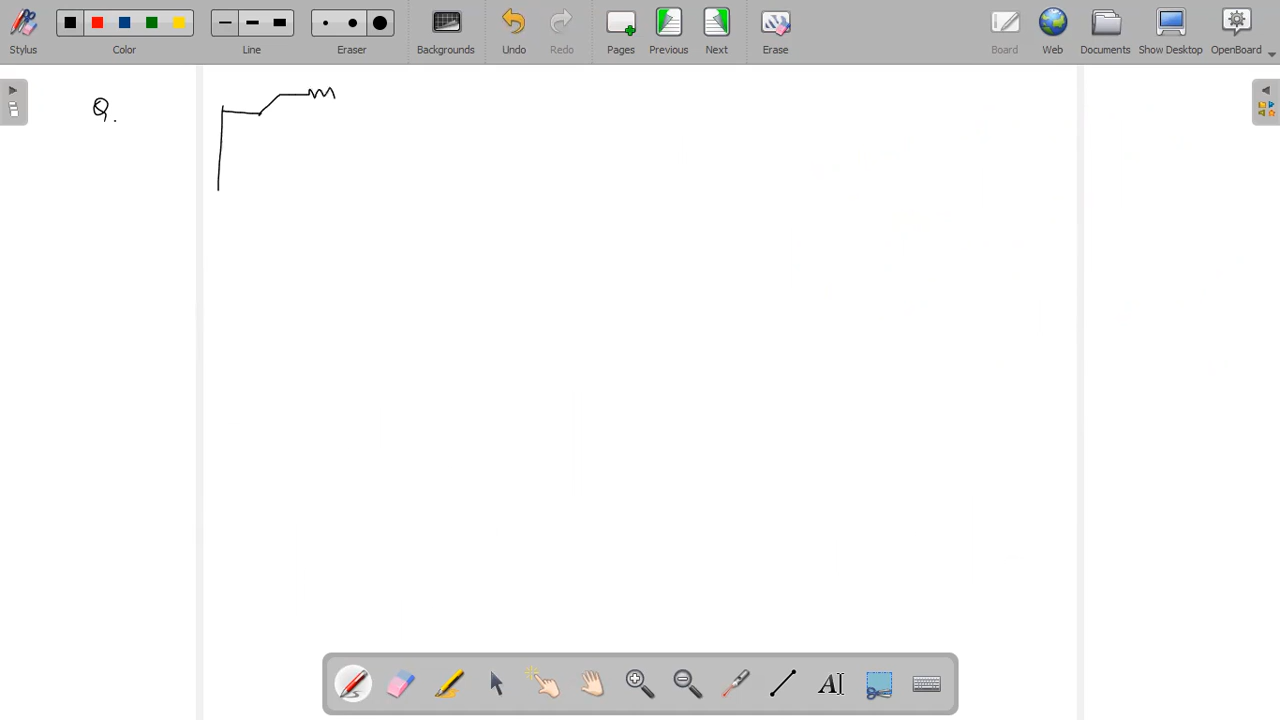 Stylus
Color
Line
Eraser
Backgrounds
Undo
Redo
Pages
Previous
Next
Erase
Board
Web
Documents
Show Desktop
OpenBoard
Q.
A